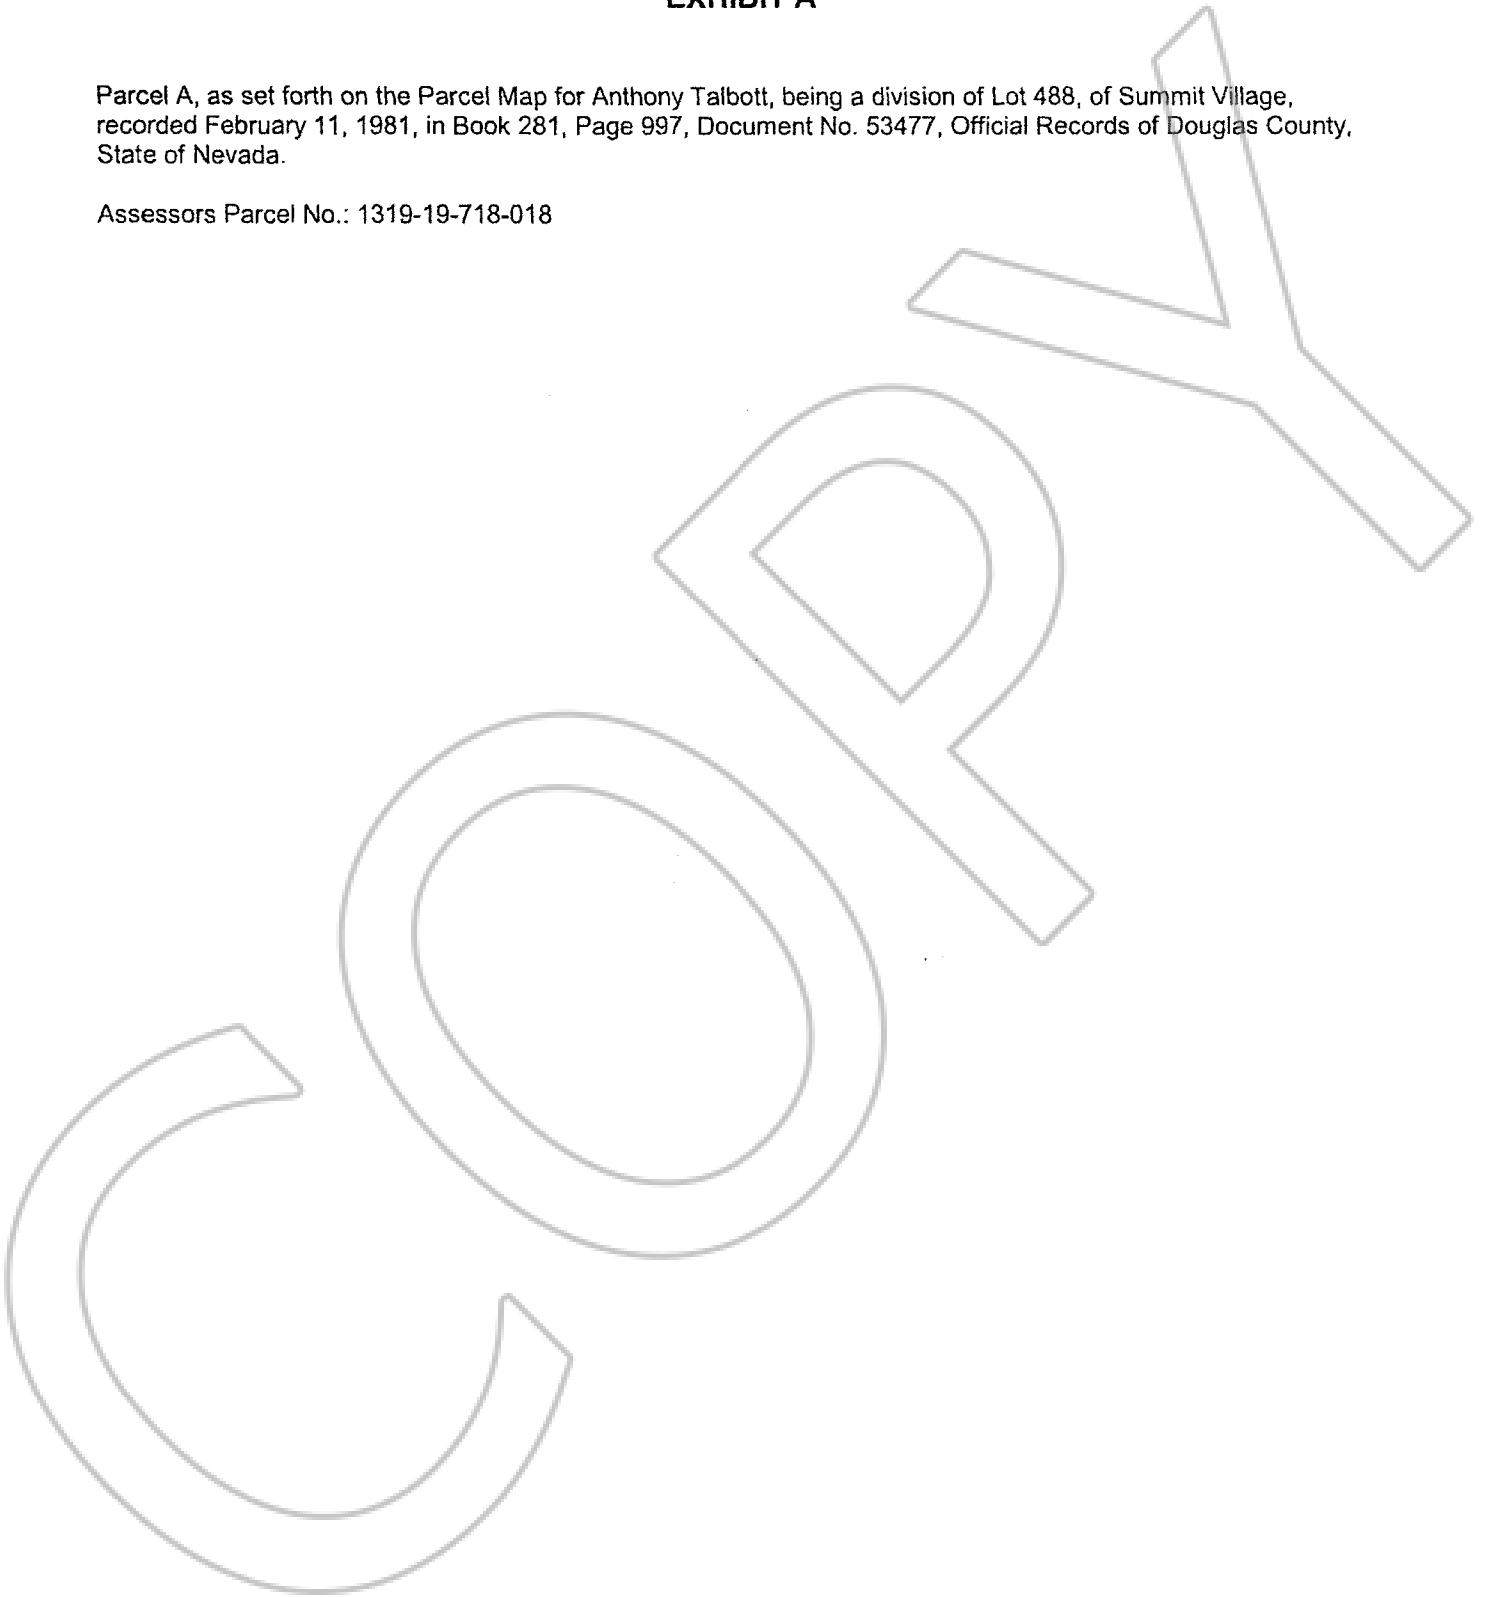 EXHIBIT A
Parcel A, as set forth on the Parcel Map for Anthony Talbott, being a division of Lot 488, of Summit Village,
recorded February 11, 1981, in Book 281, Page 997, Document No. 53477, Official Records of Douglas County,
State of Nevada.
Assessors Parcel No.: 1319-19-718-018
COPY